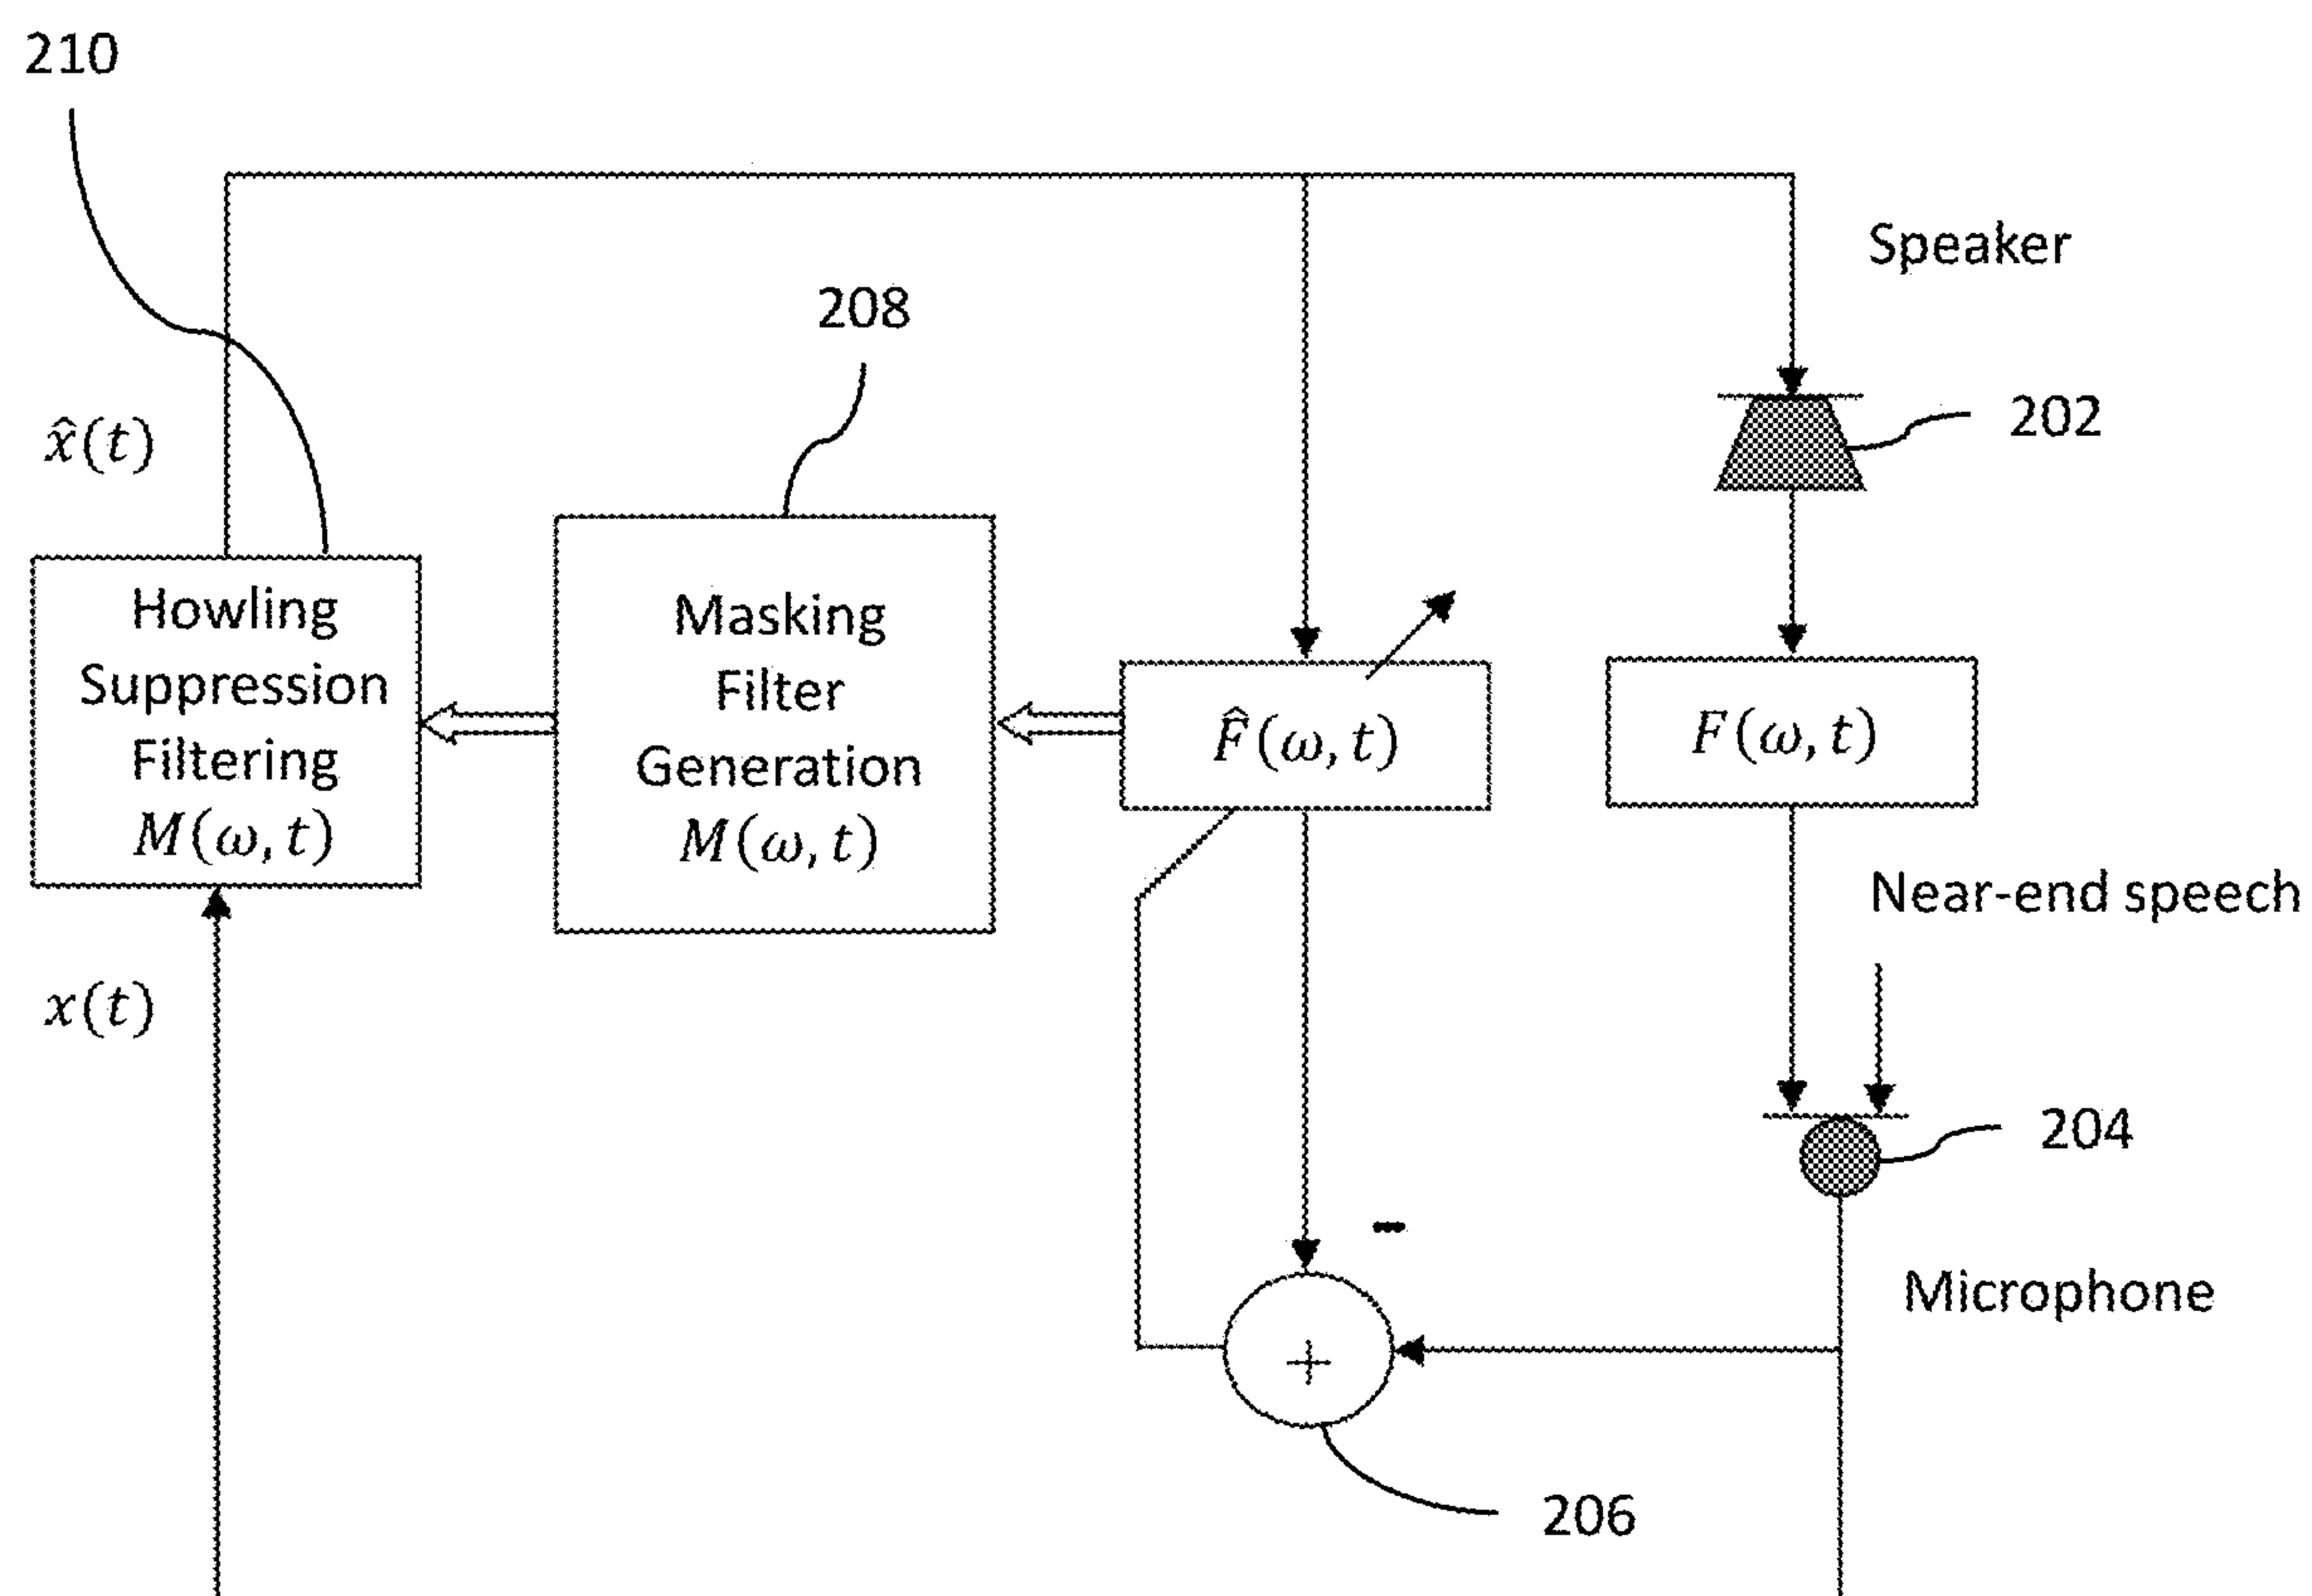 210
Speaker
208
202
x̂(t)
Howling
Suppression
Filtering
M(ω, t)
Masking
Filter
Generation
M(ω, t)
F̂(ω, t)
F(ω, t)
Near-end speech
x(t)
204
-
Microphone
+
206